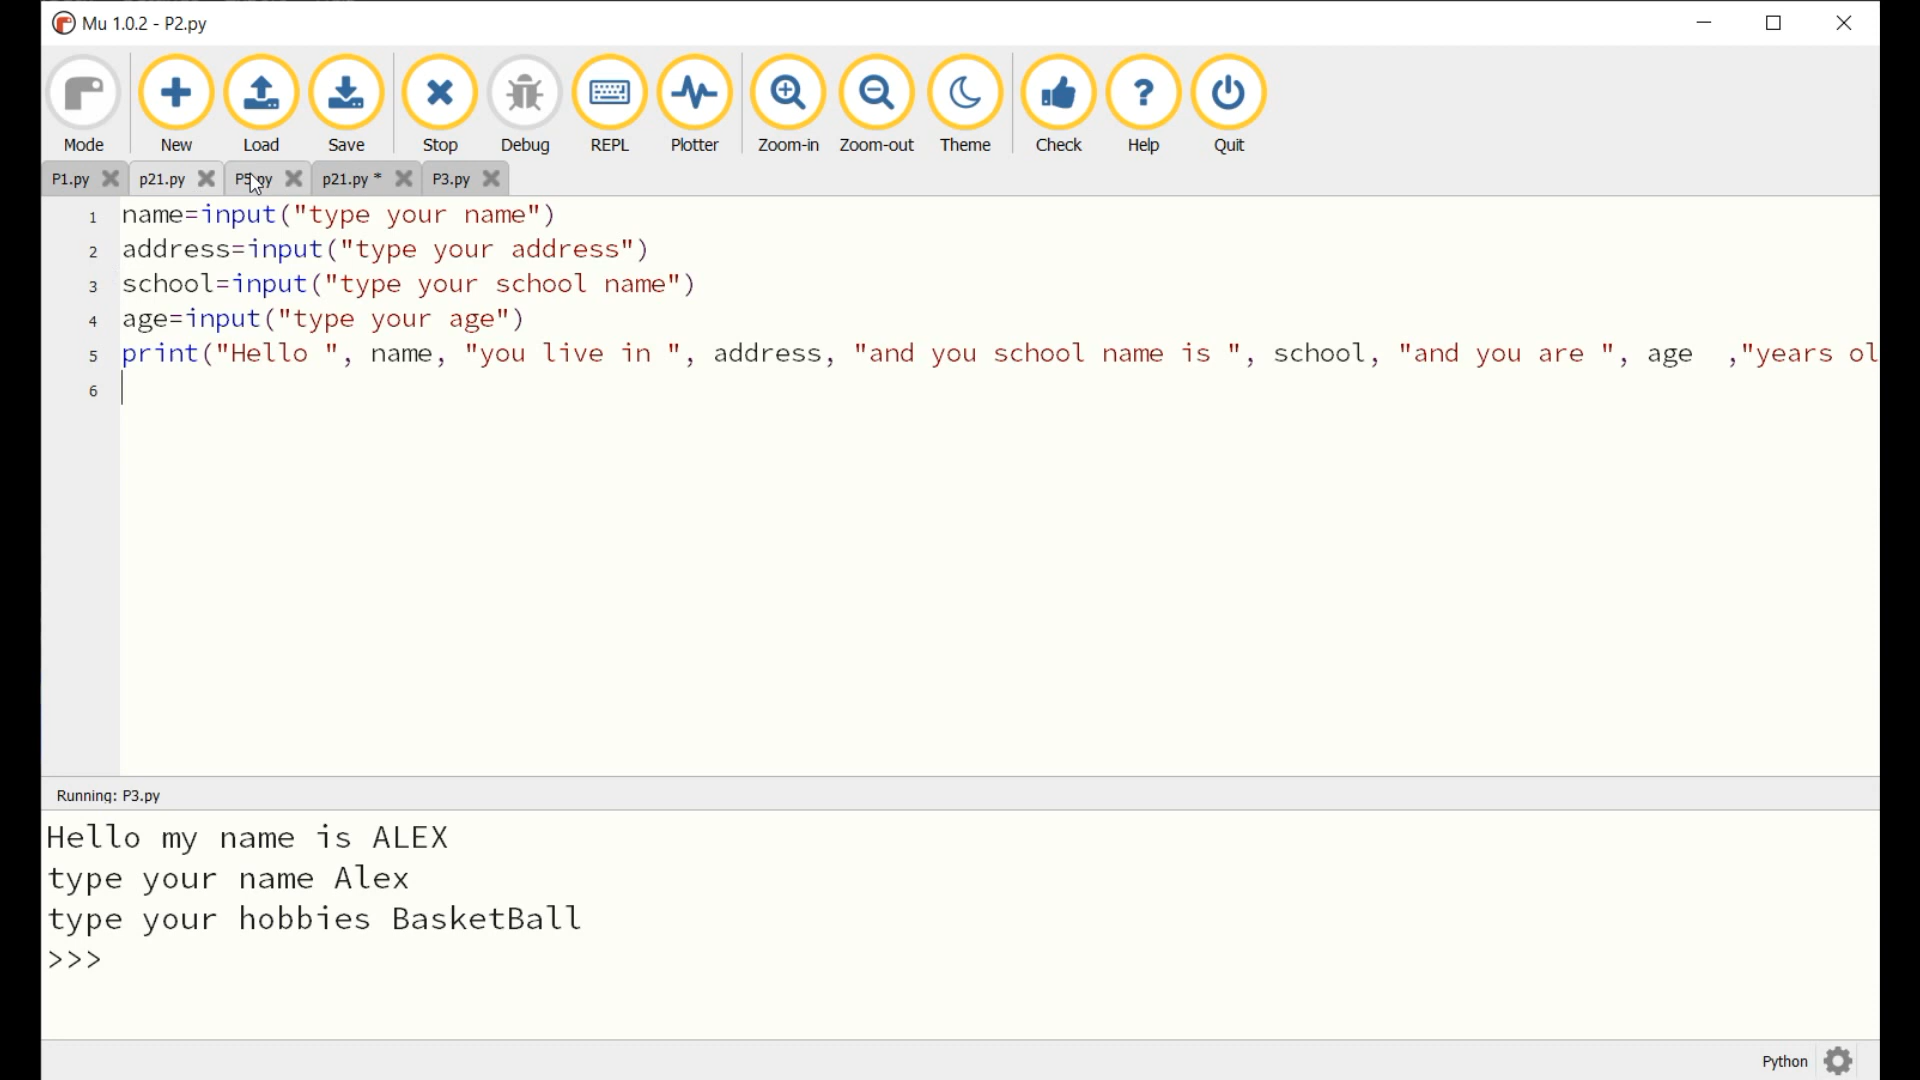 Mu 1.0.2 - P2.py
Mode New Load Save Stop Debug REPL Plotter Zoom-in Zoom-out Theme Check Help Quit
P1.py p21.py P5.py p21.py * P3.py
1 name=input("type your name")
2 address=input("type your address")
3 school=input("type your school name")
4 age=input("type your age")
5 print("Hello ", name, "you live in ", address, "and you school name is ", school, "and you are ", age  ,"years ol
6
Running: P3.py
Hello my name is ALEX
type your name Alex
type your hobbies BasketBall
>>>
Python